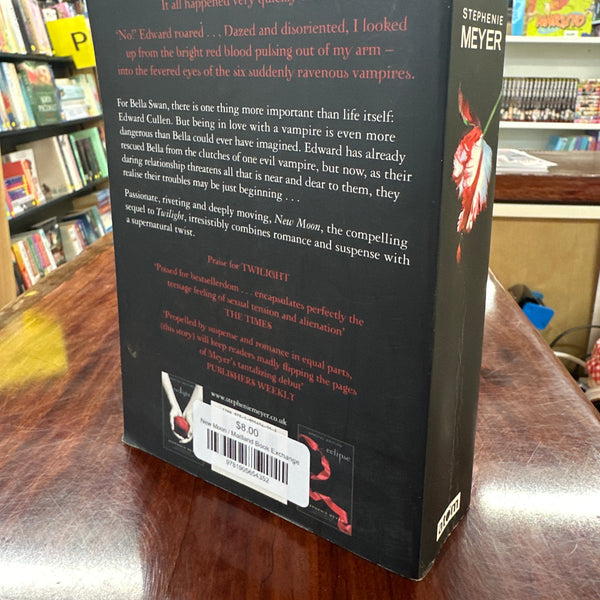 It all happened very quickly
"No!" Edward roared . . . Dazed and disoriented, I looked
up from the bright red blood pulsing out of my arm –
into the fevered eyes of the six suddenly ravenous vampires.
For Bella Swan, there is one thing more important than life itself:
Edward Cullen. But being in love with a vampire is even more
dangerous than Bella could ever have imagined. Edward has already
rescued Bella from the clutches of one evil vampire, but now, as their
daring relationship threatens all that is near and dear to them, they
realise their troubles may be just beginning . . .
Passionate, riveting and deeply moving, New Moon, the compelling
sequel to Twilight, irresistibly combines romance and suspense with
a supernatural twist.
Praise for TWILIGHT
'Poised for bestsellerdom . . . encapsulates perfectly the
teenage feeling of sexual tension and alienation'
THE TIMES
'Propelled by suspense and romance in equal parts,
(this story) will keep readers madly flipping the pages
of Meyer's tantalizing debut'
PUBLISHERS WEEKLY
www.stepheniemeyer.co.uk
$8.00
New Moon / Maitland Book Exchange
9781905654352
eclipse
STEPHENIE
MEYER
atom
P